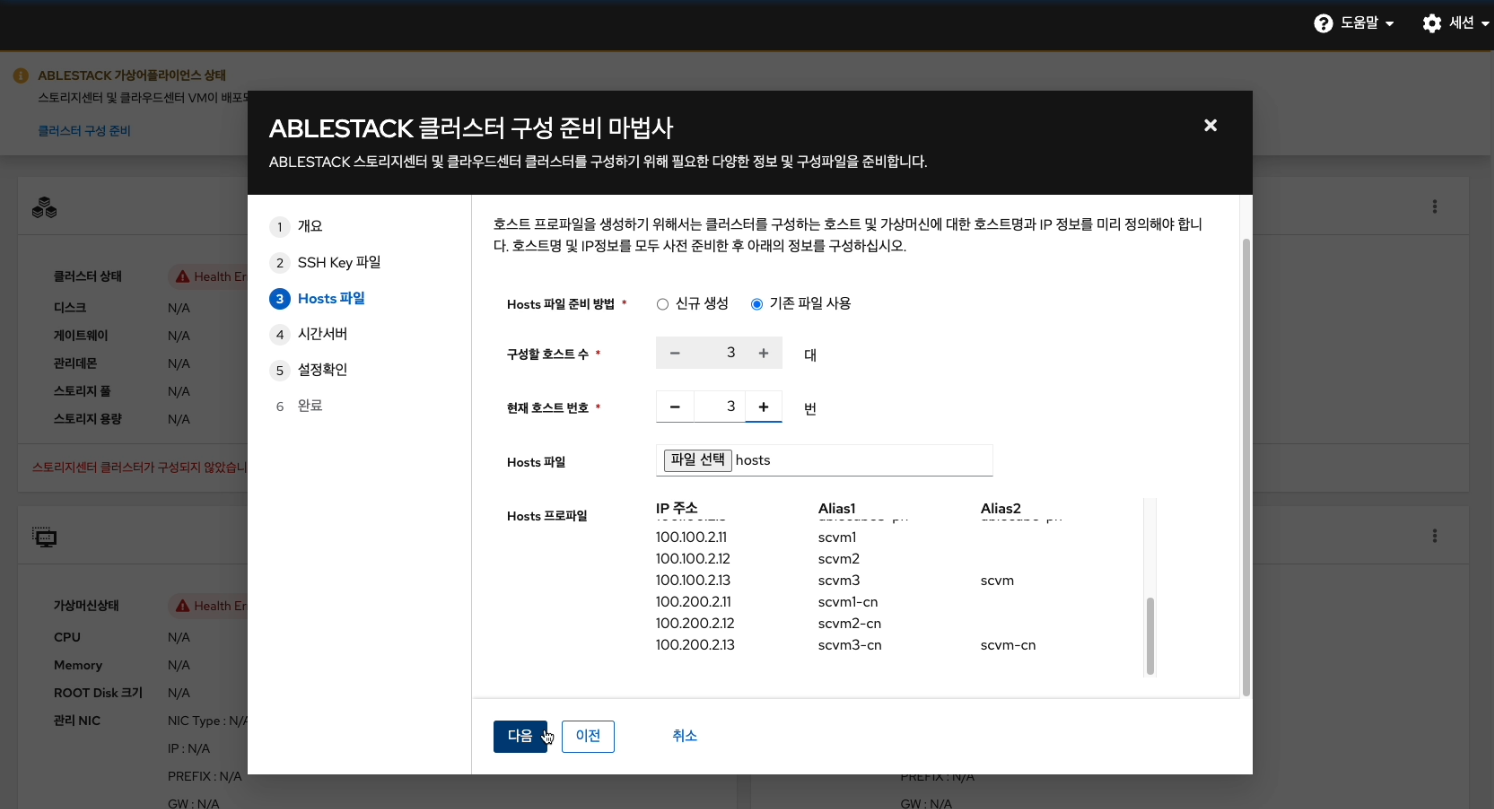 도움말
세션
ABLESTACK 가상어플라이언스 상태
스토리지센터 및 클라우드센터 VM이 배포되
클러스터 구성 준비
ABLESTACK 클러스터 구성 준비 마법사
ABLESTACK 스토리지센터 및 클라우드센터 클러스터를 구성하기 위해 필요한 다양한 정보 및 구성파일을 준비합니다.
1 개요
2 SSH Key 파일
3 Hosts 파일
4 시간서버
5 설정확인
6 완료
호스트 프로파일을 생성하기 위해서는 클러스터를 구성하는 호스트 및 가상머신에 대한 호스트명과 IP 정보를 미리 정의해야 합니
다. 호스트명 및 IP정보를 모두 사전 준비한 후 아래의 정보를 구성하십시오.
Hosts 파일 준비 방법 * 신규 생성 기존 파일 사용
구성할 호스트 수 * − 3 + 대
현재 호스트 번호 * − 3 + 번
Hosts 파일 파일 선택 hosts
Hosts 프로파일
IP 주소 Alias1 Alias2
100.100.2.11 scvm1
100.100.2.12 scvm2
100.100.2.13 scvm3 scvm
100.200.2.11 scvm1-cn
100.200.2.12 scvm2-cn
100.200.2.13 scvm3-cn scvm-cn
다음 이전 취소
클러스터 상태 Health Er
디스크 N/A
게이트웨이 N/A
관리데몬 N/A
스토리지 풀 N/A
스토리지 용량 N/A
스토리지센터 클러스터가 구성되지 않았습니
가상머신상태 Health Er
CPU N/A
Memory N/A
ROOT Disk 크기 N/A
관리 NIC NIC Type : N/A
IP : N/A
PREFIX : N/A
GW : N/A
PREFIX : N/A
GW : N/A